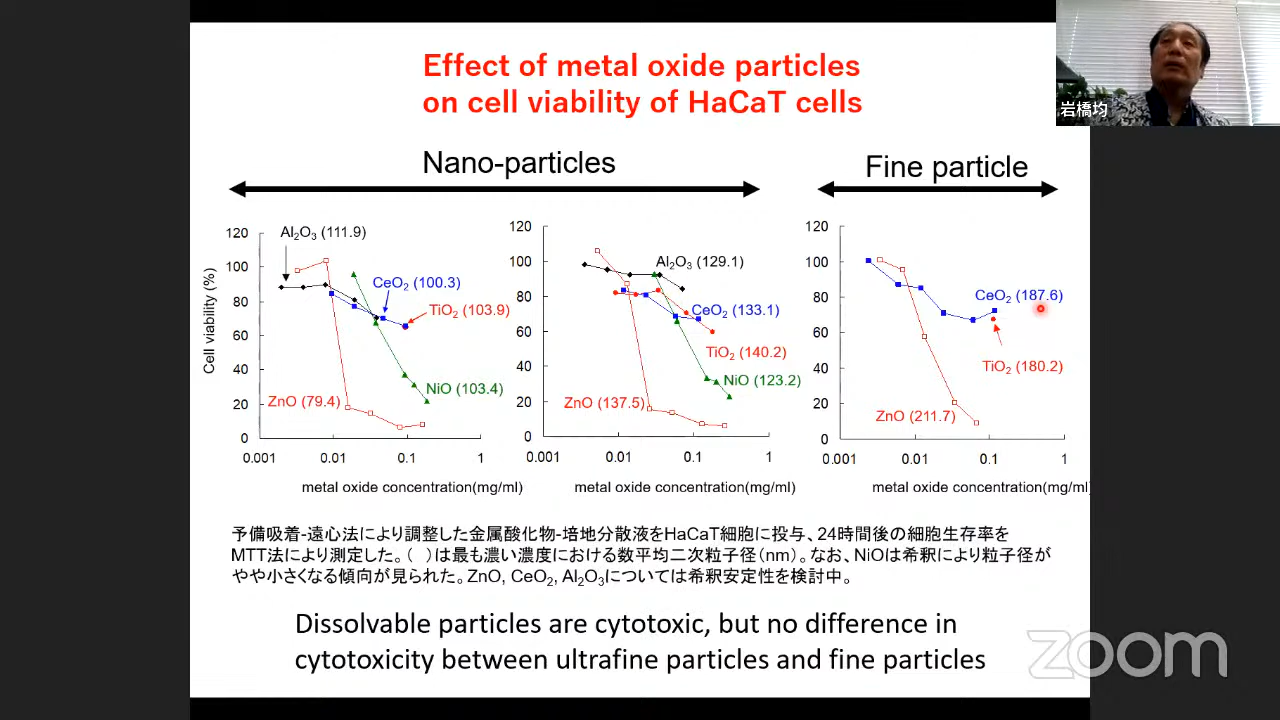 Effect of metal oxide particles
on cell viability of HaCaT cells
岩橋均
Nano-particles
Fine particle
Cell viability (%)
120
100
80
60
40
20
0
0.001
0.01
0.1
1
Al₂O₃ (111.9)
CeO₂ (100.3)
TiO₂ (103.9)
NiO (103.4)
ZnO (79.4)
metal oxide concentration(mg/ml)
120
100
80
60
40
20
0
0.001
0.01
0.1
1
Al₂O₃ (129.1)
CeO₂ (133.1)
TiO₂ (140.2)
NiO (123.2)
ZnO (137.5)
metal oxide concentration(mg/ml)
120
100
80
60
40
20
0
0.001
0.01
0.1
1
CeO₂ (187.6)
TiO₂ (180.2)
ZnO (211.7)
metal oxide concentration(mg/ml)
予備吸着-遠心法により調整した金属酸化物-培地分散液をHaCaT細胞に投与、24時間後の細胞生存率を
MTT法により測定した。( )は最も濃い濃度における数平均二次粒子径(nm)。なお、NiOは希釈により粒子径が
やや小さくなる傾向が見られた。ZnO, CeO₂, Al₂O₃については希釈安定性を検討中。
Dissolvable particles are cytotoxic, but no difference in
cytotoxicity between ultrafine particles and fine particles
zoom